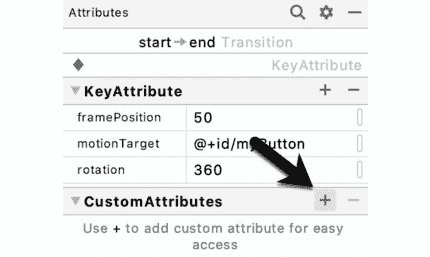 Attributes
start end Transition
KeyAttribute
KeyAttribute
framePosition 50
motionTarget @+id/myButton
rotation 360
CustomAttributes
Use + to add custom attribute for easy
access